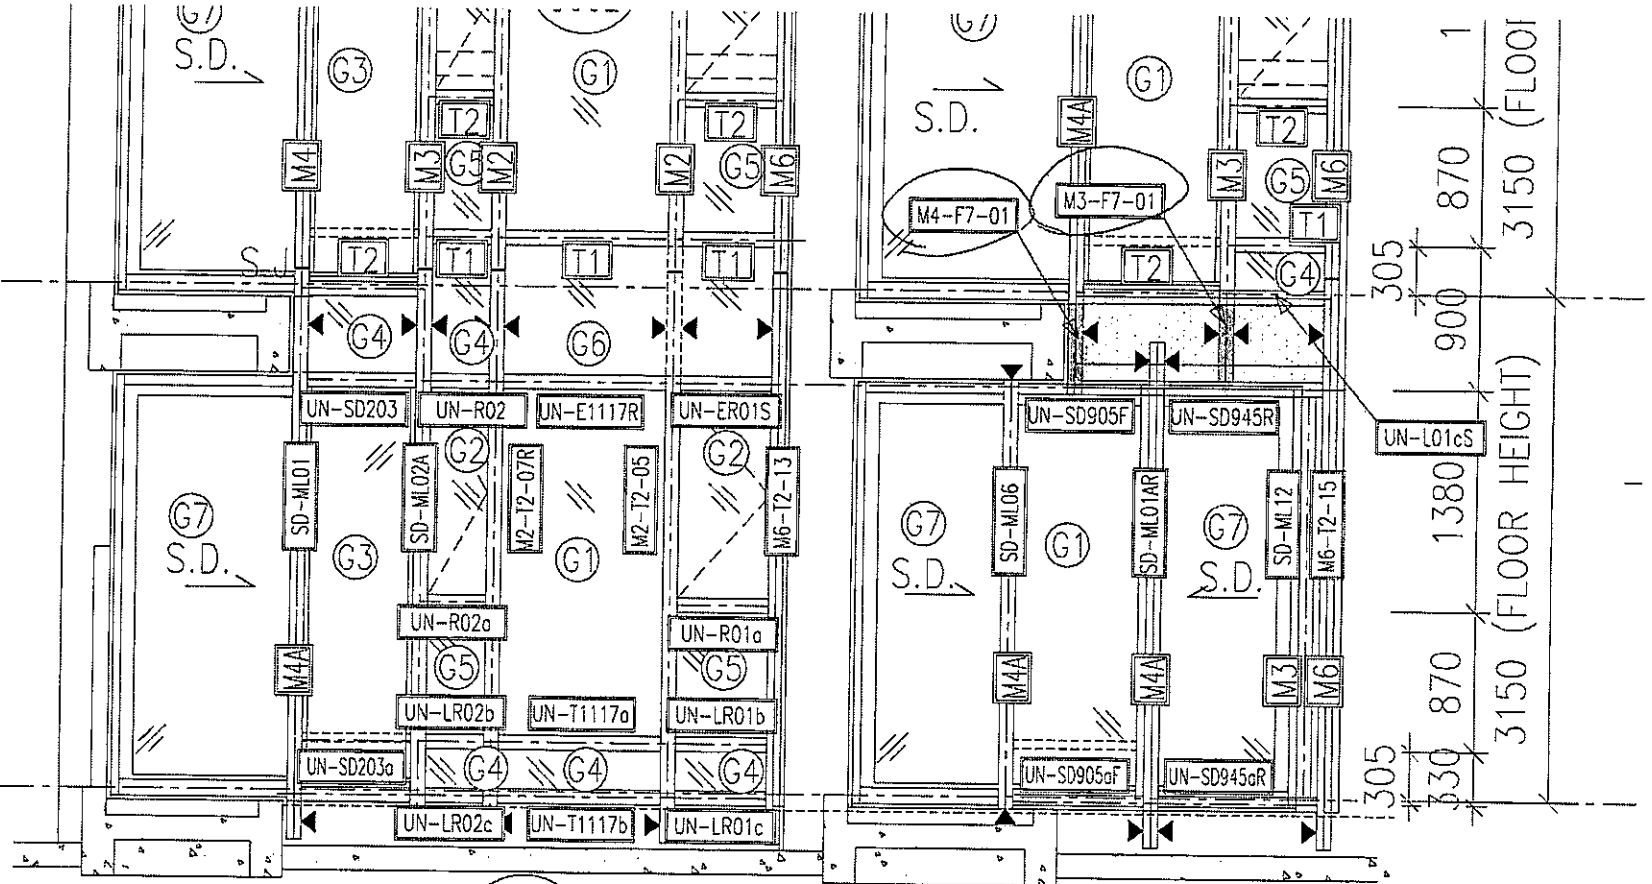 G7
S.D.
G3
G1
G7
S.D.
G1
1
3150 (FLOOR
T2
T2
M4A
T2
M4
M3
G5
M2
M2
G5
M6
M3
G5
M6
870
M4-F7-01
M3-F7-01
T1
T2
T1
T1
T1
T2
G4
305
G4
G4
G6
900
UN-SD203
UN-R02
UN-E1117R
UN-ER01S
UN-SD905F
UN-SD945R
UN-L01cS
G2
G2
SD-ML01
SD-ML02A
M2-T2-07R
M2-T2-05
M6-T2-13
SD-ML06
SD-ML01AR
SD-ML12
M6-T2-15
1380
3150 (FLOOR HEIGHT)
G7
S.D.
G3
G1
G7
S.D.
G1
G7
S.D.
UN-R02a
UN-R01a
M4A
G5
G5
M4A
M4A
M3
M6
870
UN-LR02b
UN-T1117a
UN-LR01b
UN-SD203a
G4
G4
G4
UN-SD905aF
UN-SD945aR
305
330
UN-LR02c
UN-T1117b
UN-LR01c